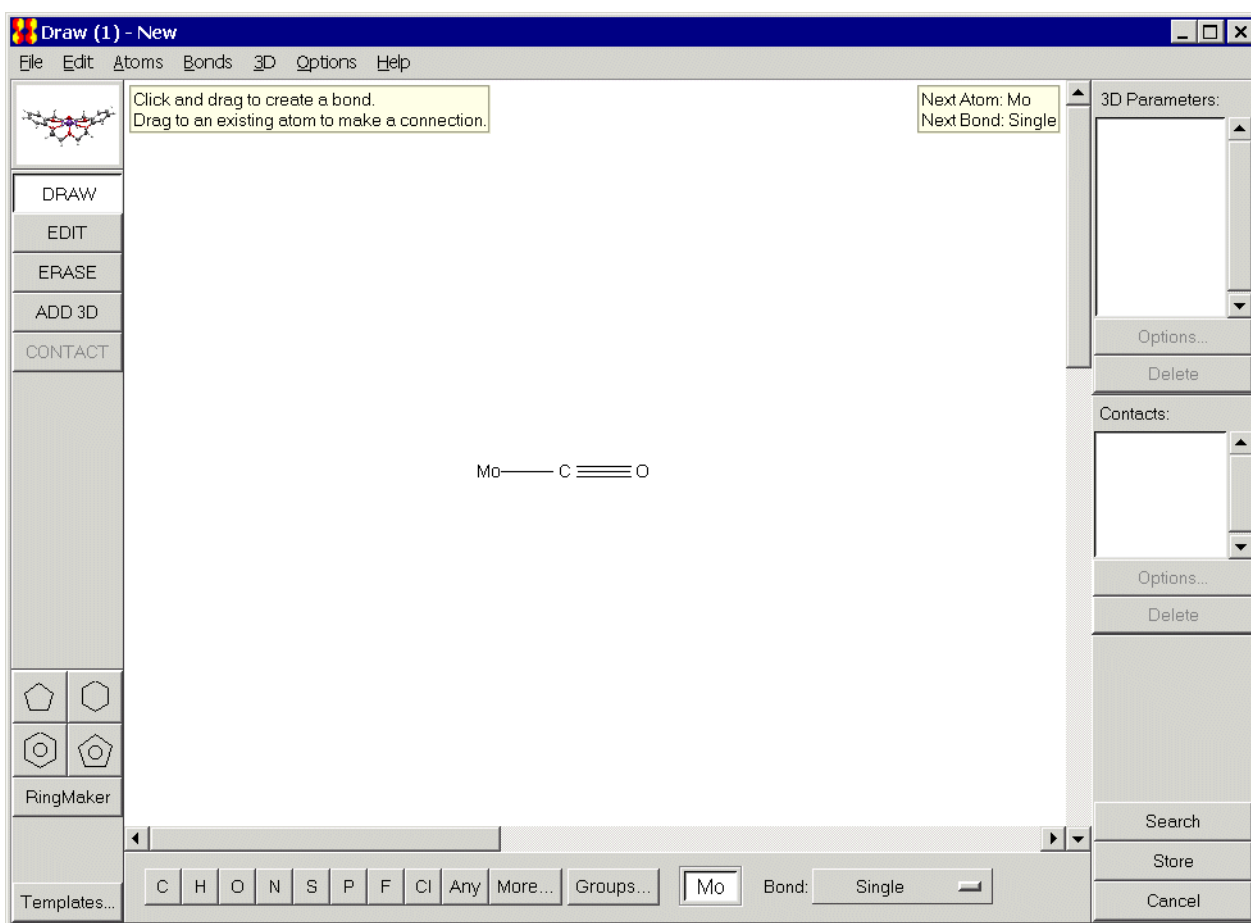 Draw (1) - New
File Edit Atoms Bonds 3D Options Help
Click and drag to create a bond.
Drag to an existing atom to make a connection.
Next Atom: Mo
Next Bond: Single
3D Parameters:
DRAW
EDIT
ERASE
ADD 3D
CONTACT
Options...
Delete
Contacts:
Mo C O
Options...
Delete
RingMaker
Templates...
C H O N S P F Cl Any More... Groups... Mo Bond: Single
Search
Store
Cancel